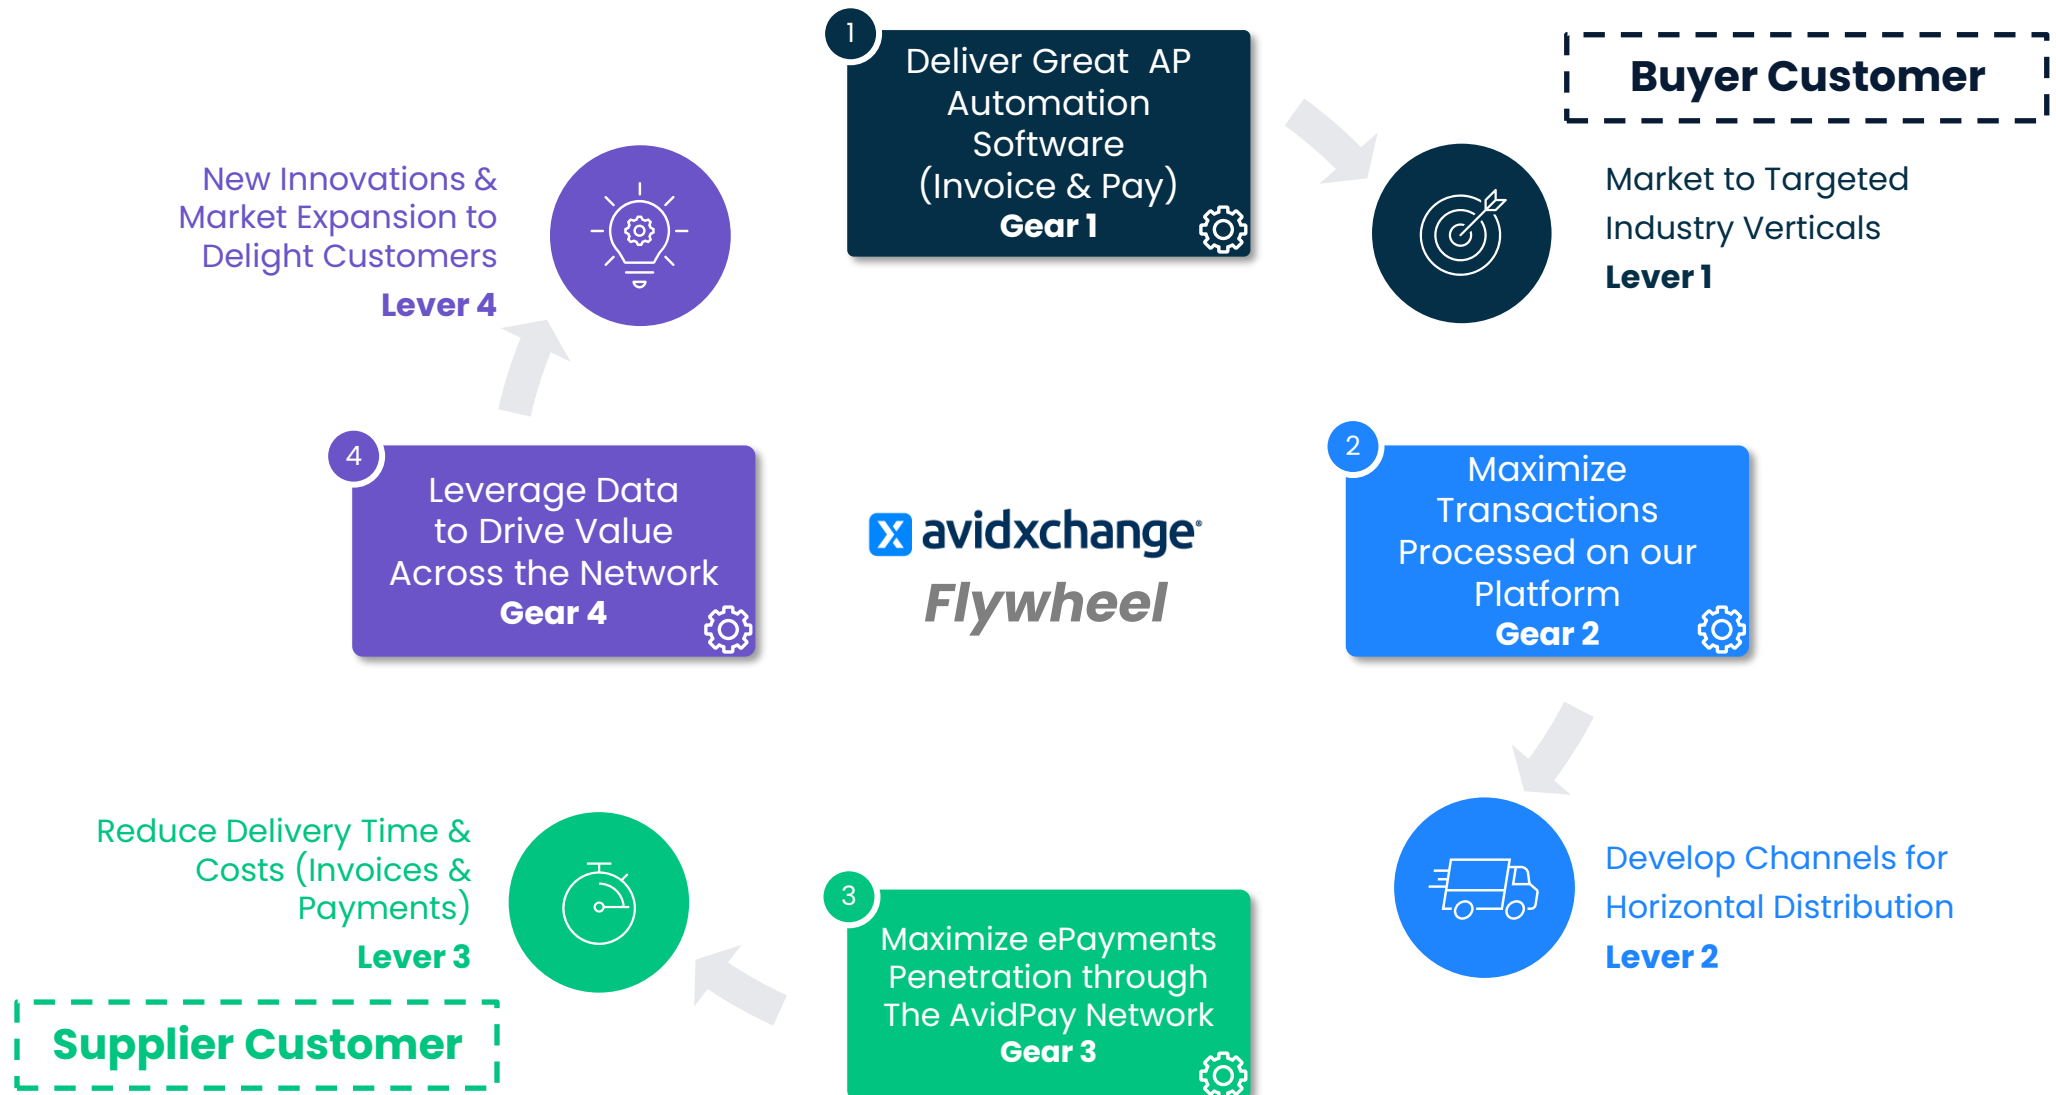 1
Deliver Great AP
Automation
Software
(Invoice & Pay)
Gear 1
Buyer Customer
Market to Targeted
Industry Verticals
Lever 1
New Innovations &
Market Expansion to
Delight Customers
Lever 4
4
Leverage Data
to Drive Value
Across the Network
Gear 4
x avidxchange
Flywheel
2
Maximize
Transactions
Processed on our
Platform
Gear 2
Reduce Delivery Time &
Costs (Invoices &
Payments)
Lever 3
Supplier Customer
3
Maximize ePayments
Penetration through
The AvidPay Network
Gear 3
Develop Channels for
Horizontal Distribution
Lever 2